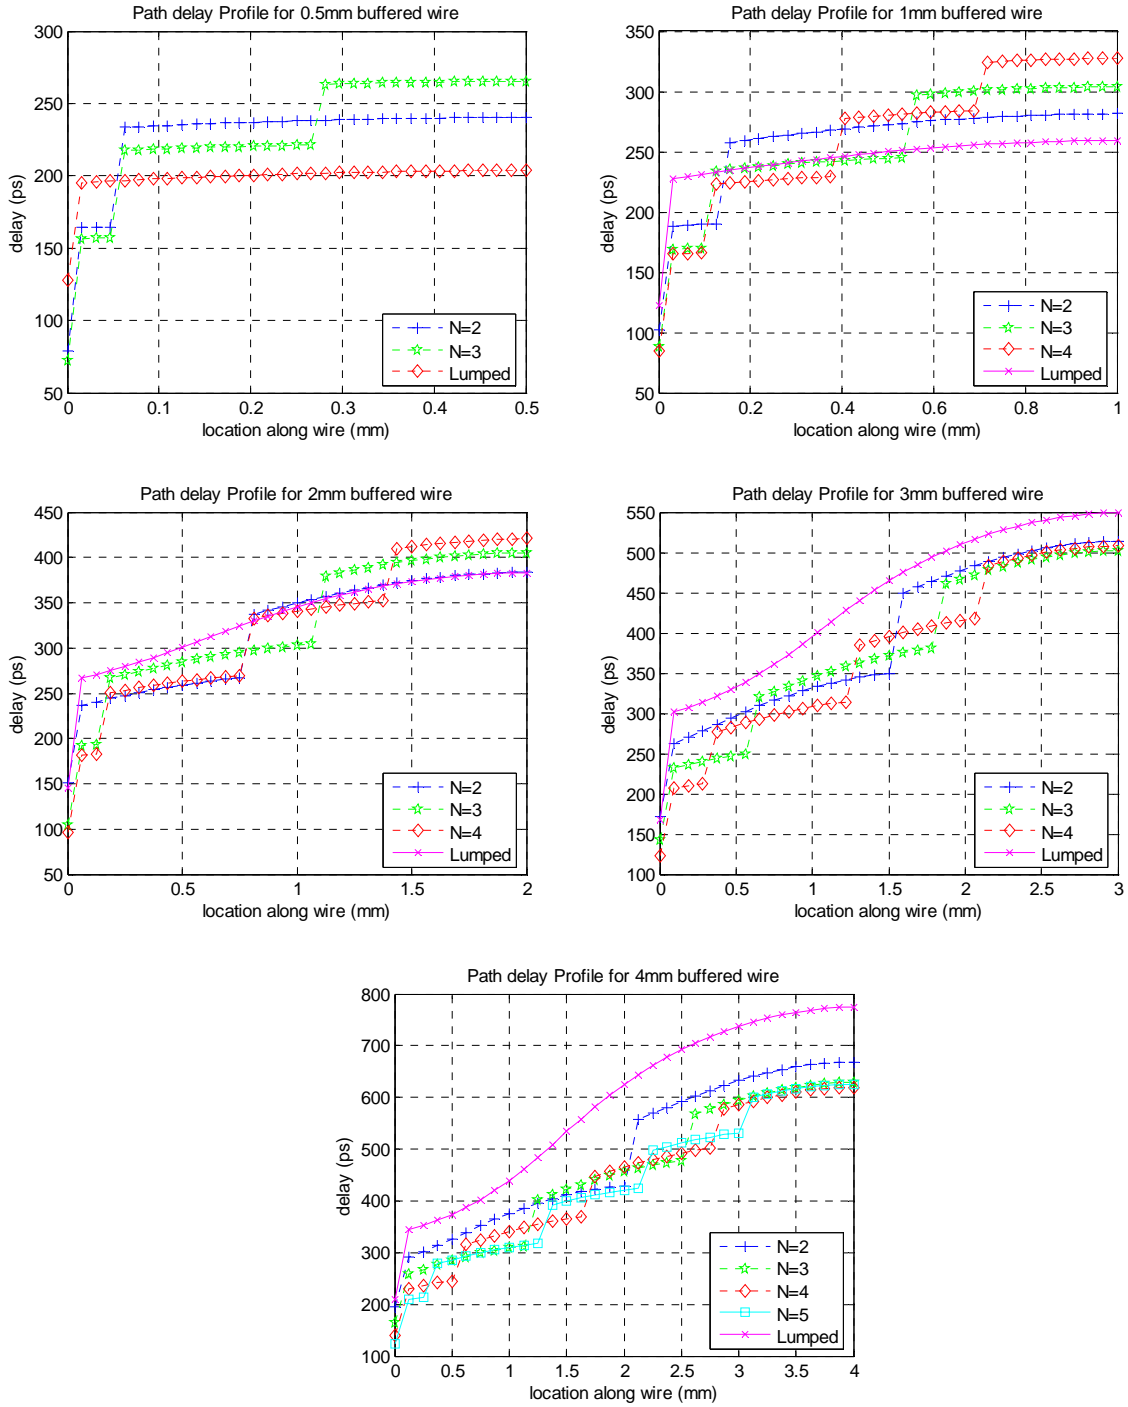 Path delay Profile for 0.5mm buffered wire
300
250
200
150
100
50
0
0.1
0.2
0.3
0.4
0.5
delay (ps)
location along wire (mm)
N=2
N=3
Lumped
Path delay Profile for 1mm buffered wire
350
300
250
200
150
100
50
0
0.2
0.4
0.6
0.8
1
delay (ps)
location along wire (mm)
N=2
N=3
N=4
Lumped
Path delay Profile for 2mm buffered wire
450
400
350
300
250
200
150
100
50
0
0.5
1
1.5
2
delay (ps)
location along wire (mm)
N=2
N=3
N=4
Lumped
Path delay Profile for 3mm buffered wire
550
500
450
400
350
300
250
200
150
100
0
0.5
1
1.5
2
2.5
3
delay (ps)
location along wire (mm)
N=2
N=3
N=4
Lumped
Path delay Profile for 4mm buffered wire
800
700
600
500
400
300
200
100
0
0.5
1
1.5
2
2.5
3
3.5
4
delay (ps)
location along wire (mm)
N=2
N=3
N=4
N=5
Lumped